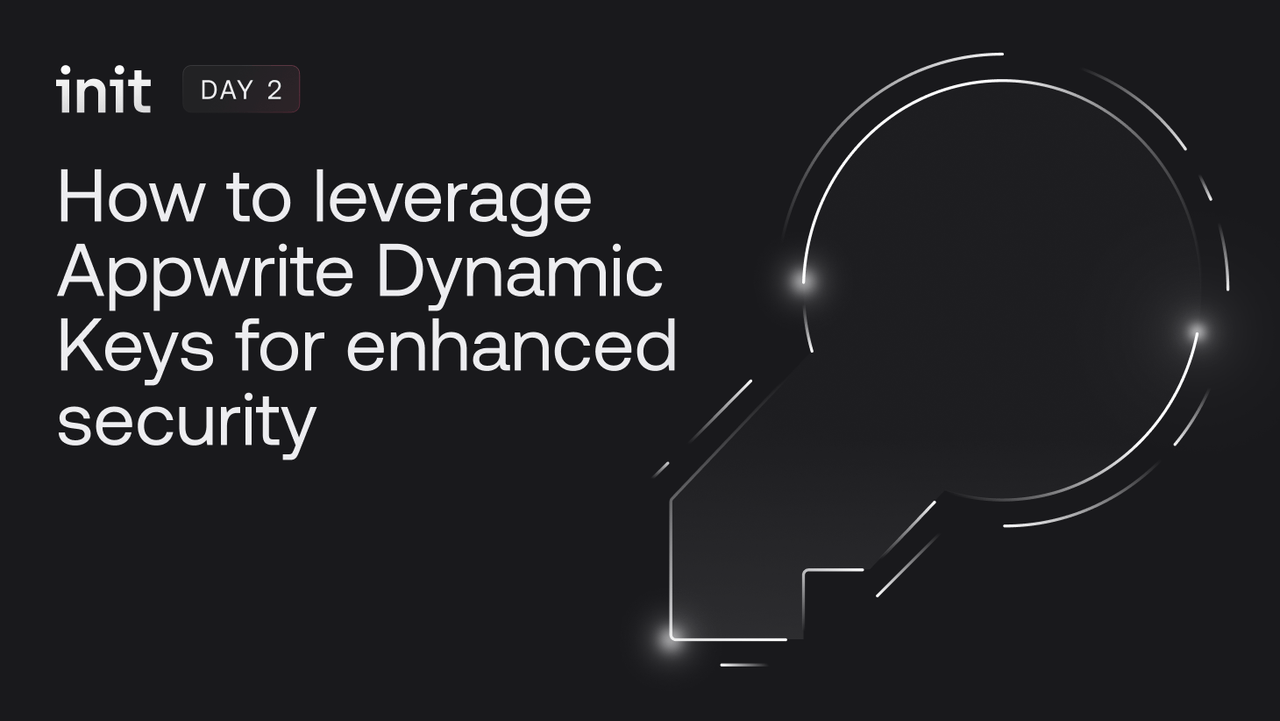 init
DAY 2
How to leverage
Appwrite Dynamic
Keys for enhanced
security